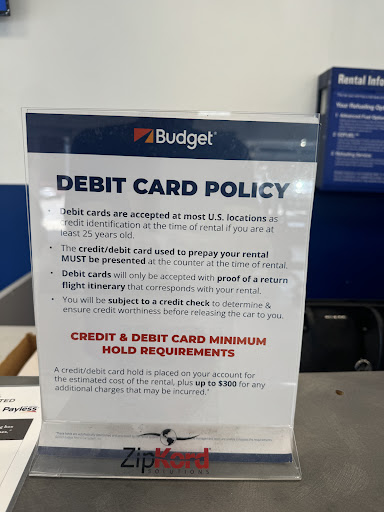 Budget
Rental Info
Your Refueling Op
DEBIT CARD POLICY
· Debit cards are accepted at most U.S. locations as
credit identification at the time of rental if you are at
least 25 years old.
· The credit/debit card used to prepay your rental
MUST be presented at the counter at the time of rental.
· Debit cards will only be accepted with proof of a return
flight itinerary that corresponds with your rental.
· You will be subject to a credit check to determine &
ensure credit worthiness before releasing the car to you.
CREDIT & DEBIT CARD MINIMUM
HOLD REQUIREMENTS
A credit/debit card hold is placed on your account for
the estimated cost of the rental, plus up to $300 for any
additional charges that may be incurred.*
Payless
ZipKord
SOLUTIONS